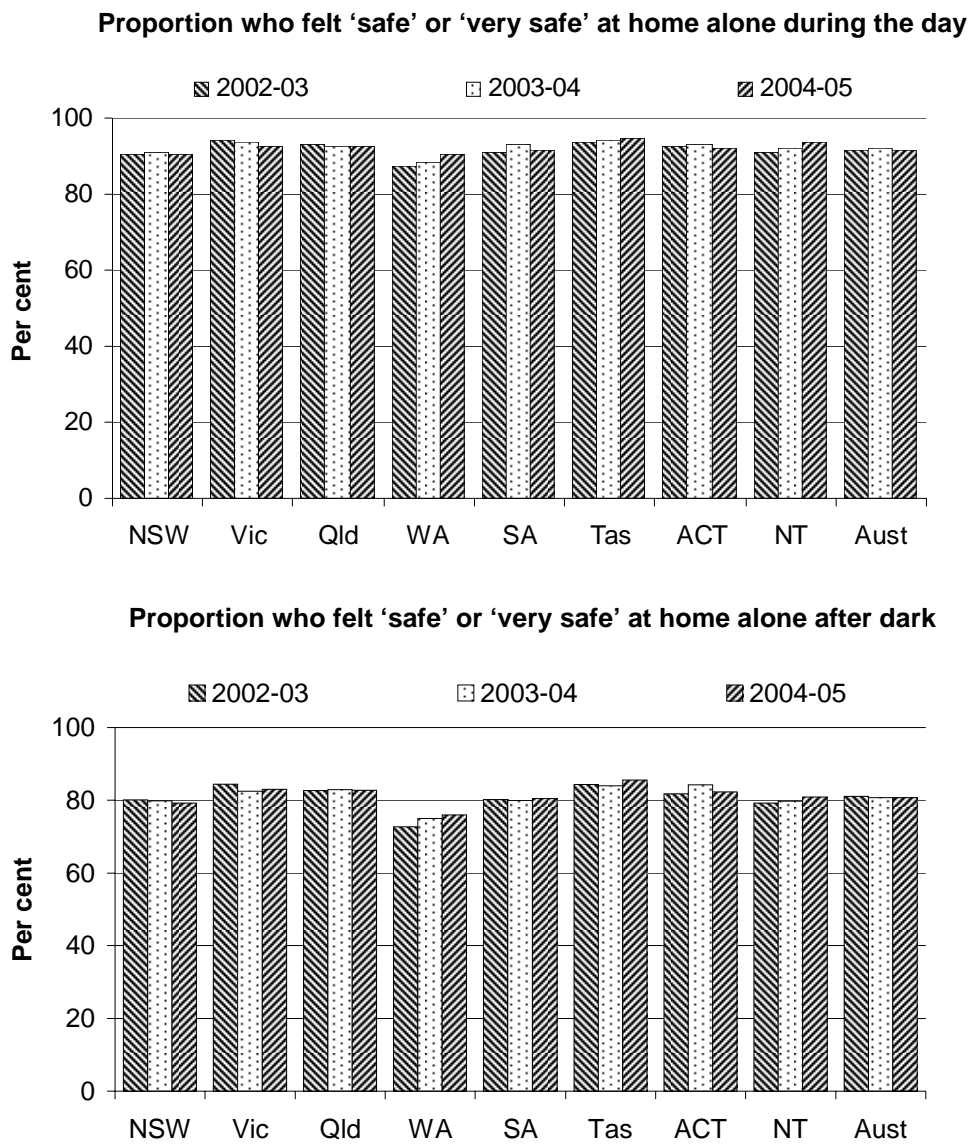 Proportion who felt ‘safe’ or ‘very safe’ at home alone during the day
2002-03 2003-04 2004-05
100
80
60
40
20
0
Per cent
NSW Vic Qld WA SA Tas ACT NT Aust
Proportion who felt ‘safe’ or ‘very safe’ at home alone after dark
2002-03 2003-04 2004-05
100
80
60
40
20
0
Per cent
NSW Vic Qld WA SA Tas ACT NT Aust